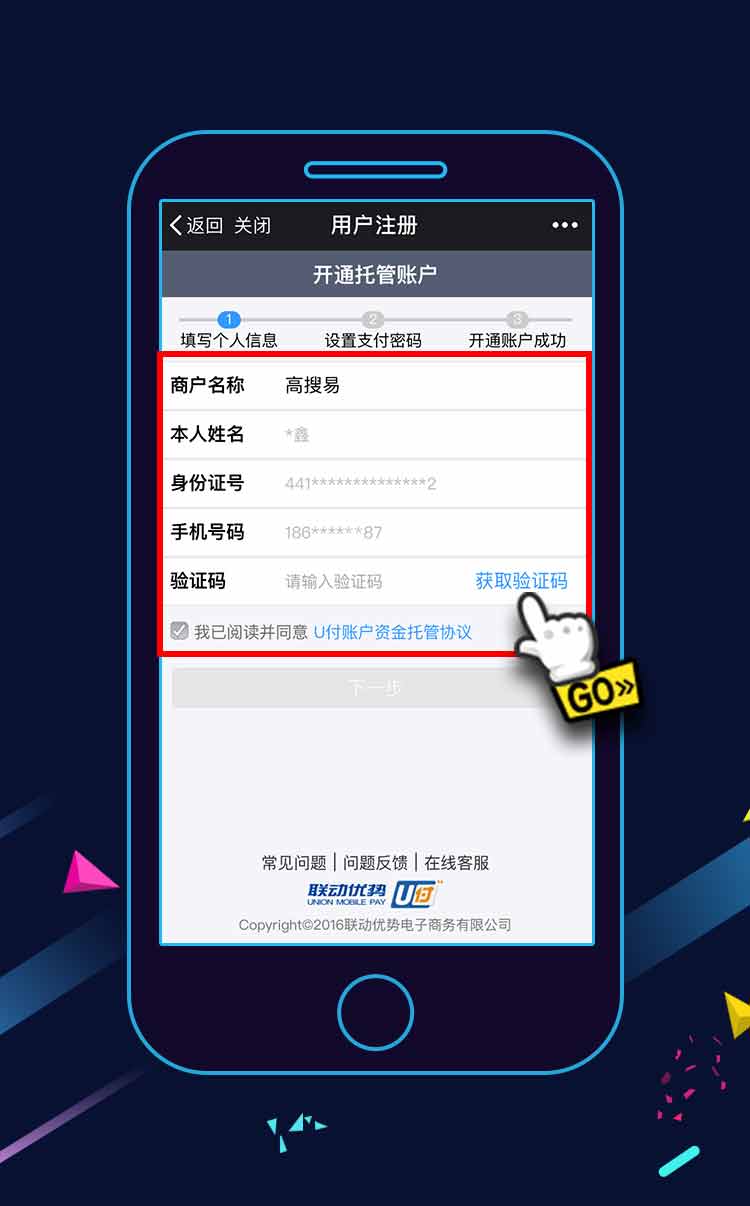 返回 关闭 用户注册
开通托管账户
1 2 3
填写个人信息 设置支付密码 开通账户成功
商户名称 高搜易
本人姓名 *鑫
身份证号 441**************2
手机号码 186******87
验证码 请输入验证码 获取验证码
我已阅读并同意 U付账户资金托管协议
GO
下一步
常见问题 | 问题反馈 | 在线客服
联动优势 U付
UNION MOBILE PAY
Copyright©2016联动优势电子商务有限公司